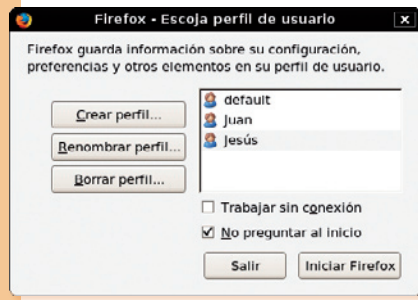 Firefox - Escoja perfil de usuario
Firefox guarda información sobre su configuración,
preferencias y otros elementos en su perfil de usuario.
Crear perfil...
Renombrar perfil...
Borrar perfil...
default
Juan
Jesús
Trabajar sin conexión
No preguntar al inicio
Salir
Iniciar Firefox